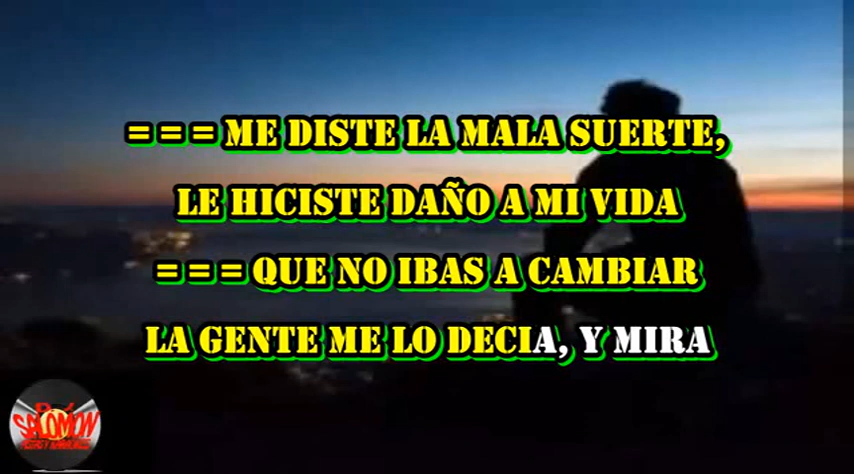 = = = ME DISTE LA MALA SUERTE,
LE HICISTE DAÑO A MI VIDA
= = = QUE NO IBAS A CAMBIAR
LA GENTE ME LO DECIA, Y MIRA
SALOMON